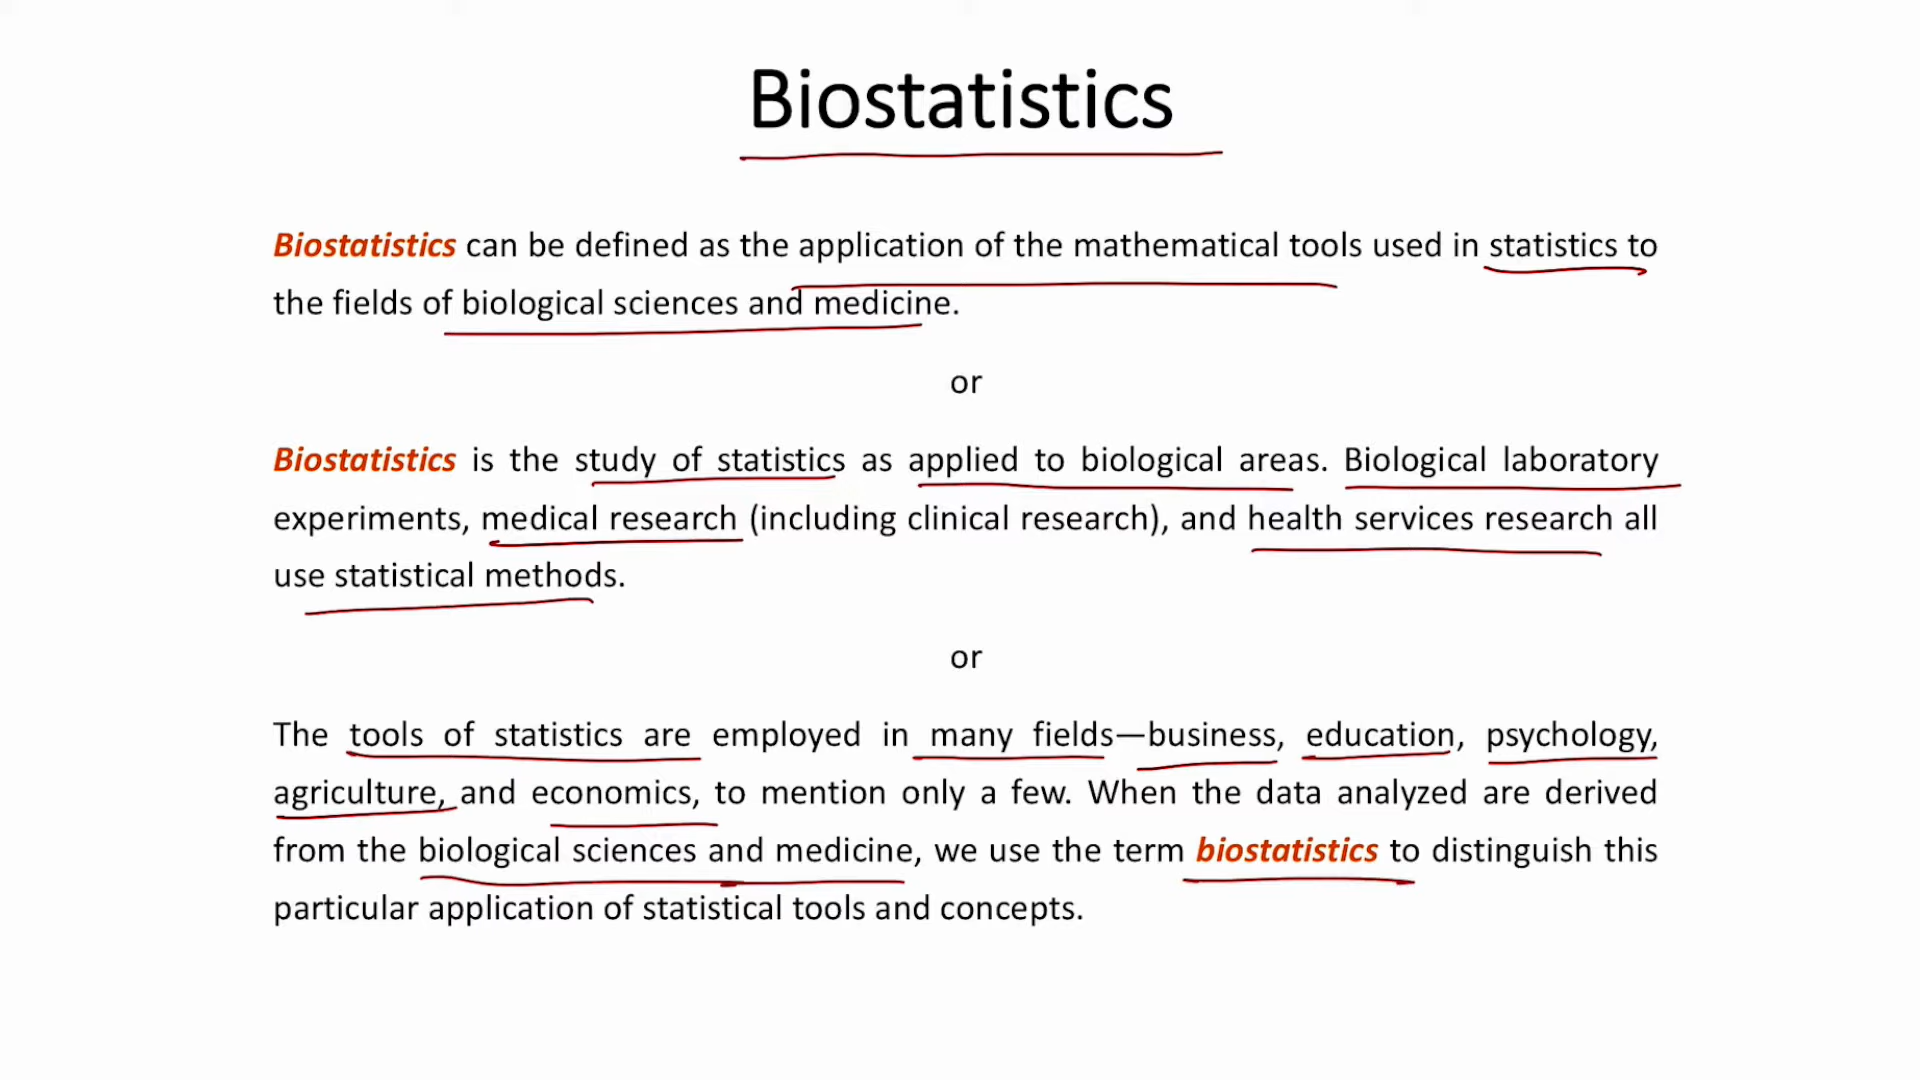 Biostatistics
Biostatistics can be defined as the application of the mathematical tools used in statistics to
the fields of biological sciences and medicine.
or
Biostatistics is the study of statistics as applied to biological areas. Biological laboratory
experiments, medical research (including clinical research), and health services research all
use statistical methods.
or
The tools of statistics are employed in many fields—business, education, psychology,
agriculture, and economics, to mention only a few. When the data analyzed are derived
from the biological sciences and medicine, we use the term biostatistics to distinguish this
particular application of statistical tools and concepts.